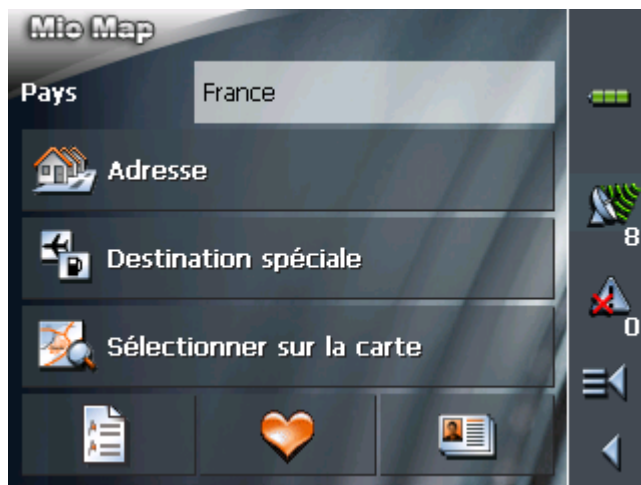 Mio Map
Pays France
Adresse
8
Destination spéciale
0
Sélectionner sur la carte